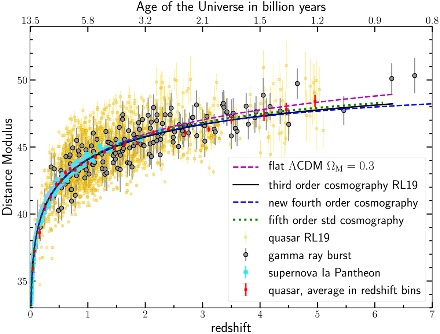 Age of the Universe in billion years
13.5 5.8 3.2 2.1 1.5 1.2 0.9 0.8
Distance Modulus
50
45
40
35
flat ΛCDM Ω_M = 0.3
third order cosmography RL19
new fourth order cosmography
fifth order std cosmography
quasar RL19
gamma ray burst
supernova Ia Pantheon
quasar, average in redshift bins
0 1 2 3 4 5 6 7
redshift